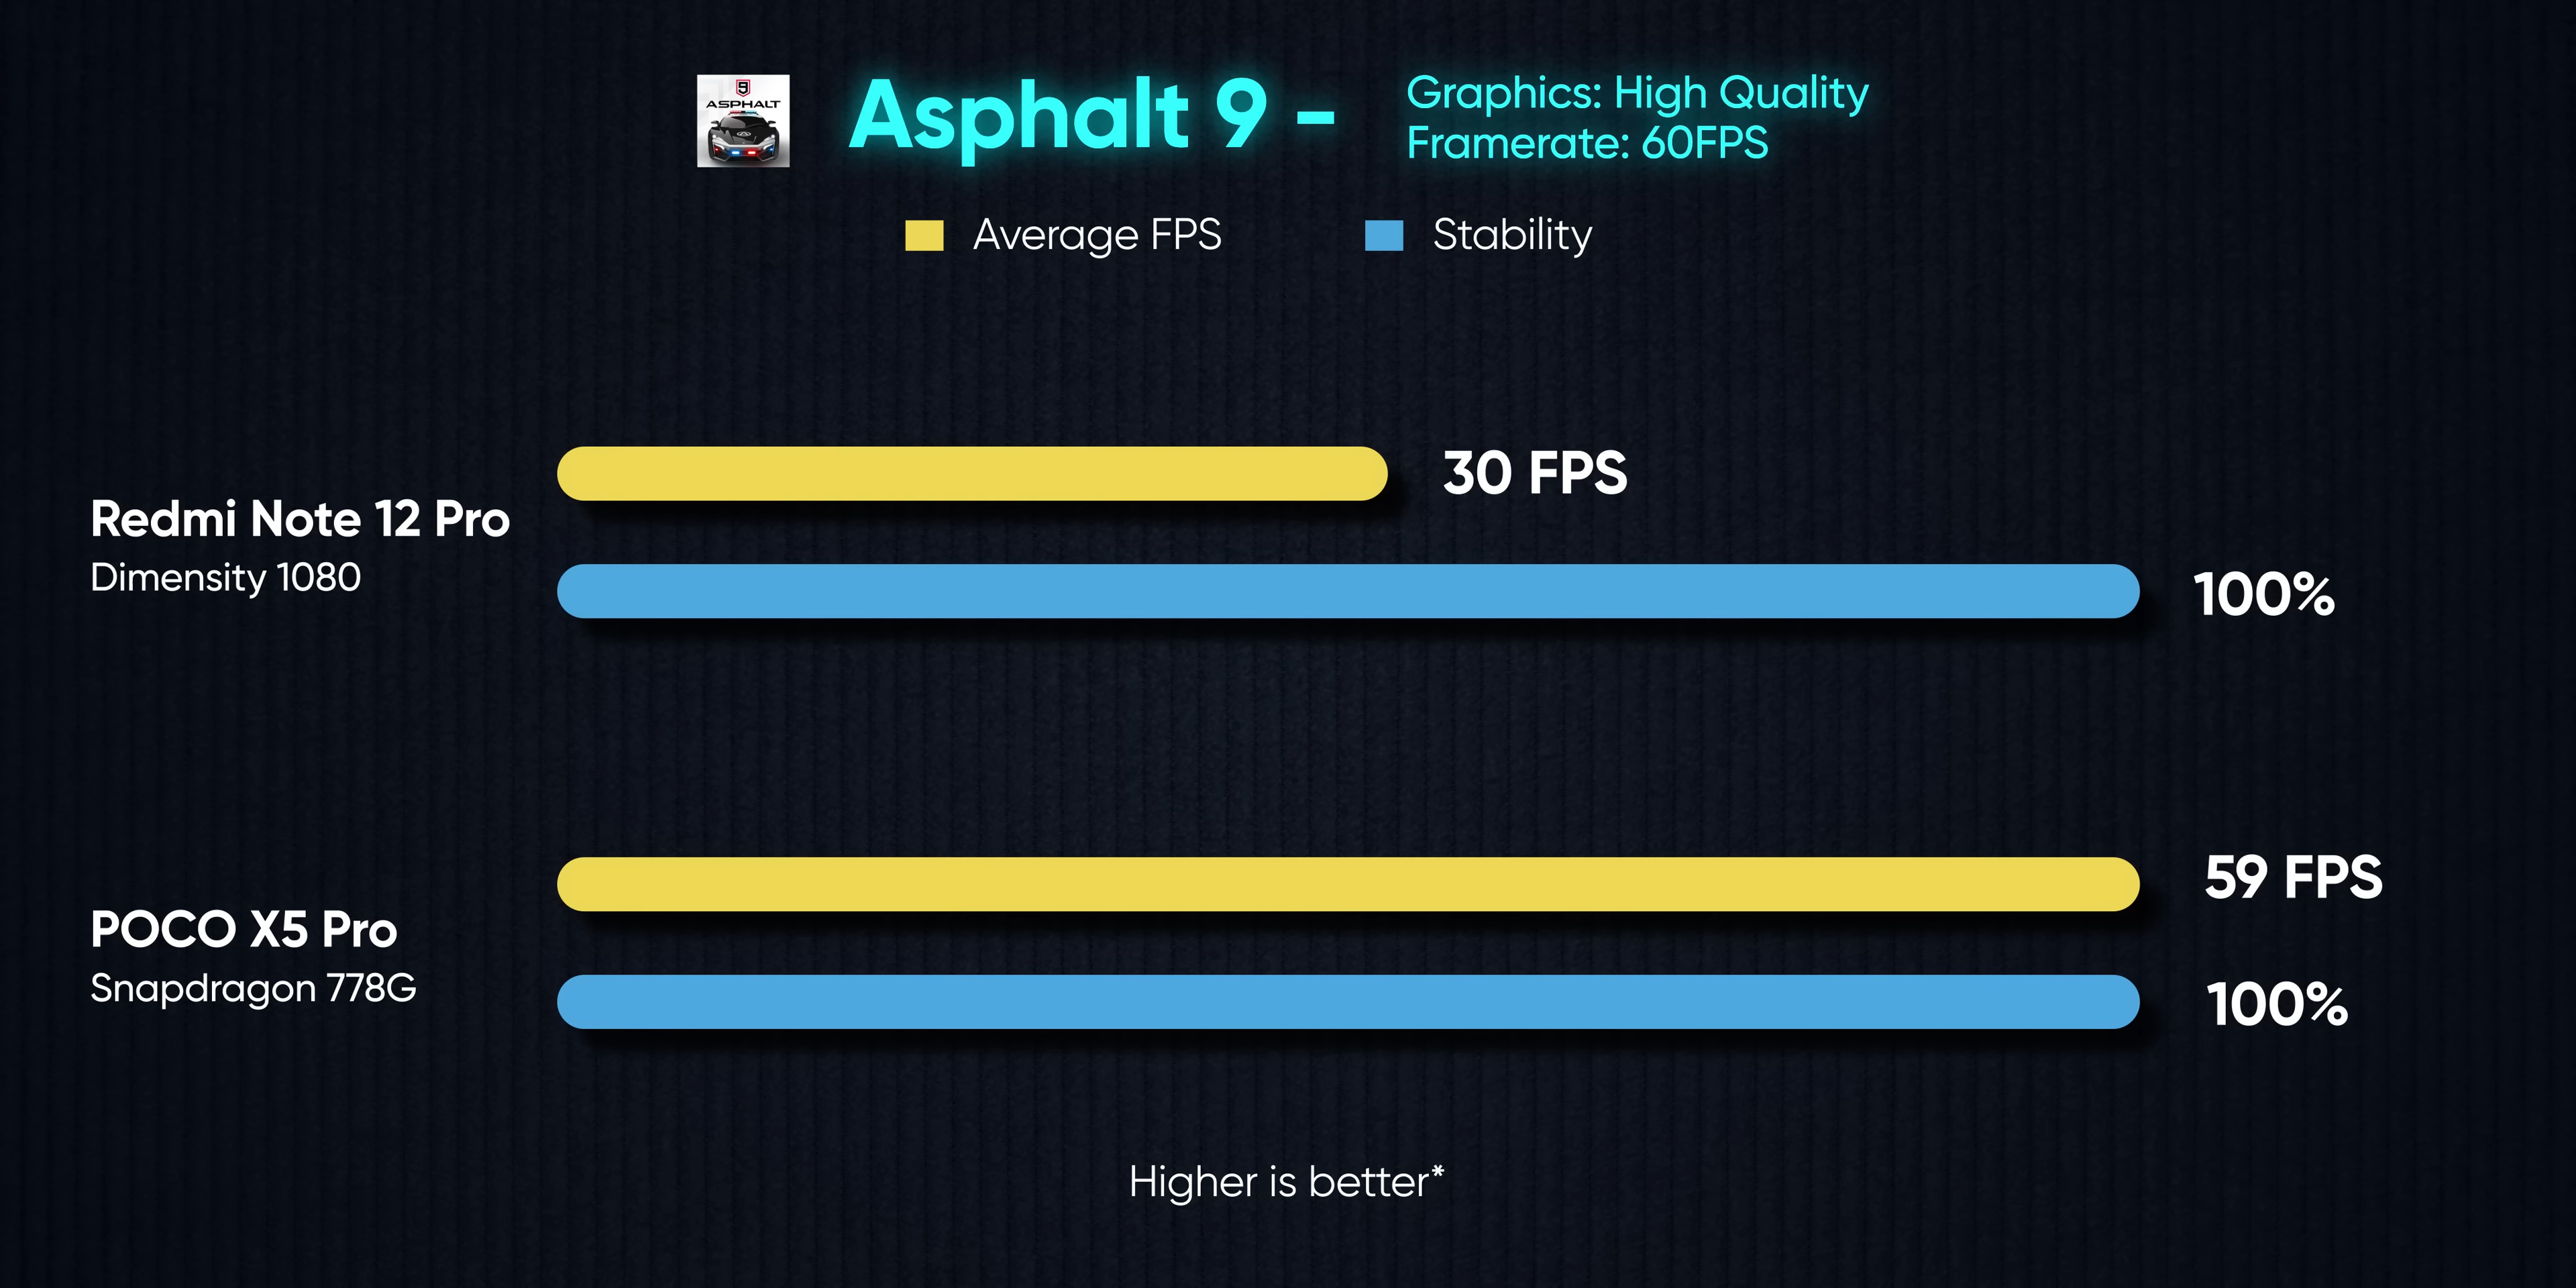 9
ASPHALT
Asphalt 9 -
Graphics: High Quality
Framerate: 60FPS
Average FPS
Stability
30 FPS
Redmi Note 12 Pro
Dimensity 1080
100%
59 FPS
POCO X5 Pro
Snapdragon 778G
100%
Higher is better*